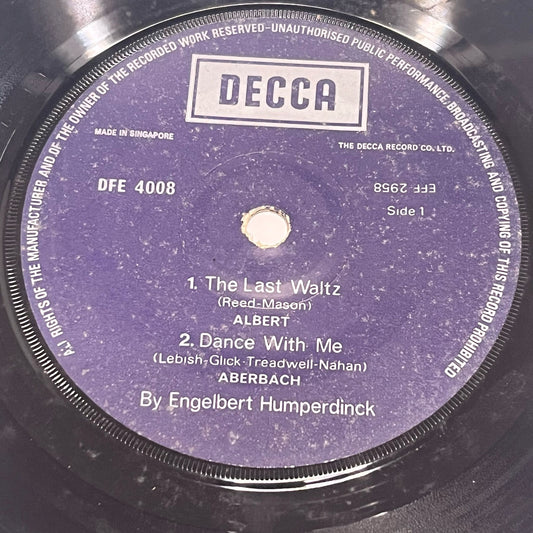 A.I RIGHTS OF THE MANUFACTURER AND OF THE OWNER OF THE RECORDED WORK RESERVED-UNAUTHORISED PUBLIC PERFORMANCE, BROADCASTING AND COPYING OF THIS RECORD PROHIBITED
DECCA
MADE IN SINGAPORE
THE DECCA RECORD CO. LTD.
DFE 4008
EFF 2958
Side 1
1. The Last Waltz
(Reed-Mason)
ALBERT
2. Dance With Me
(Lebish-Glick-Treadwell-Nahan)
ABERBACH
By Engelbert Humperdinck